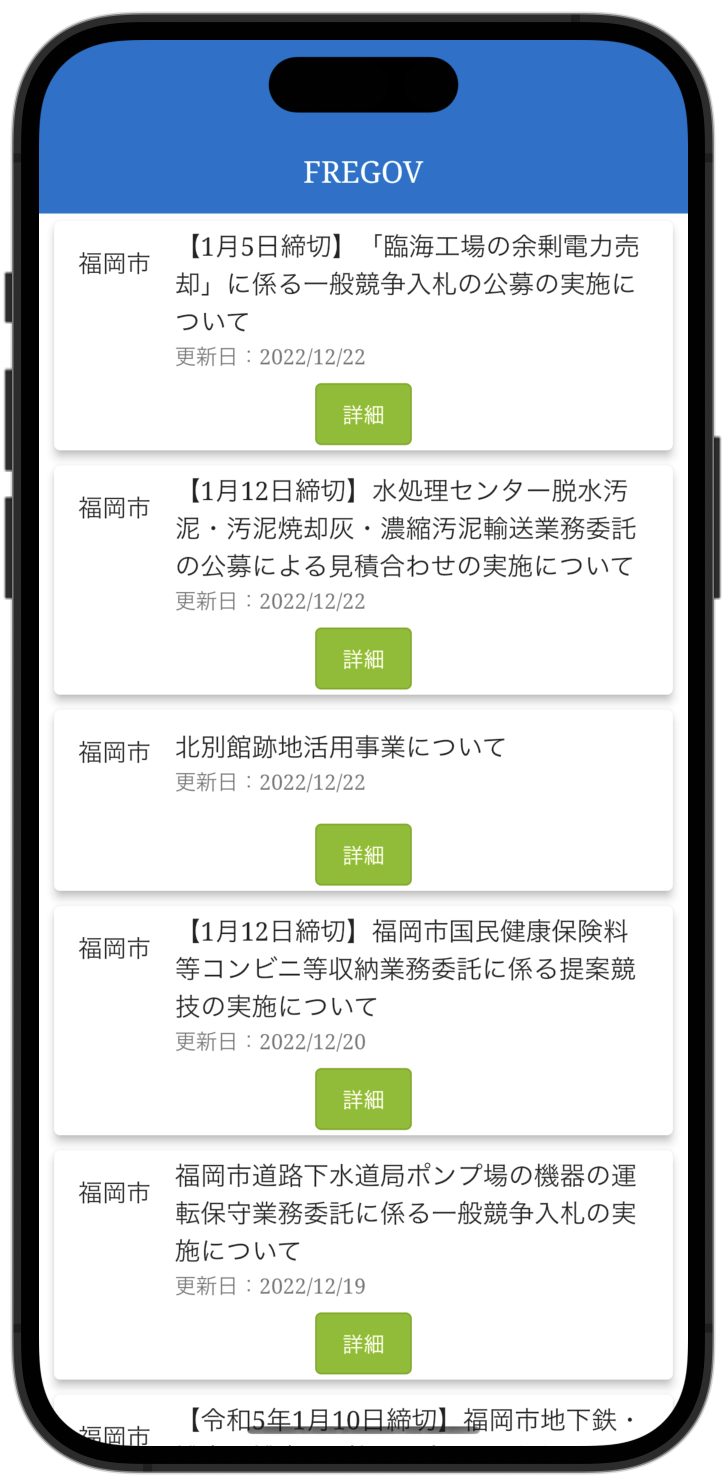 FREGOV
福岡市
【1月5日締切】「臨海工場の余剰電力売
却」に係る一般競争入札の公募の実施に
ついて
更新日：2022/12/22
詳細
福岡市
【1月12日締切】水処理センター脱水汚
泥・汚泥焼却灰・濃縮汚泥輸送業務委託
の公募による見積合わせの実施について
更新日：2022/12/22
詳細
福岡市
北別館跡地活用事業について
更新日：2022/12/22
詳細
福岡市
【1月12日締切】福岡市国民健康保険料
等コンビニ等収納業務委託に係る提案競
技の実施について
更新日：2022/12/20
詳細
福岡市
福岡市道路下水道局ポンプ場の機器の運
転保守業務委託に係る一般競争入札の実
施について
更新日：2022/12/19
詳細
福岡市
【令和5年1月10日締切】福岡市地下鉄・